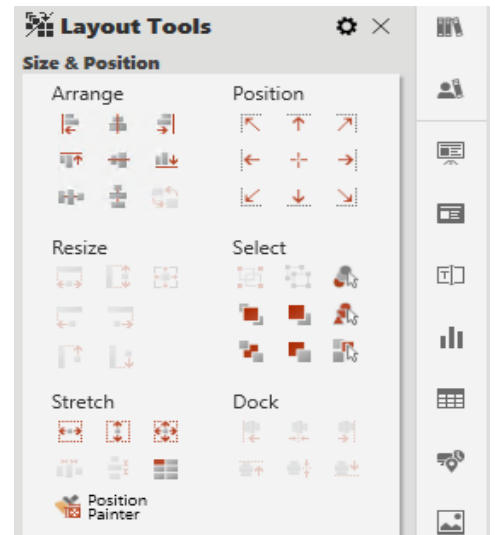 Layout Tools
Size & Position
Arrange
Position
Resize
Select
Stretch
Dock
Position
Painter